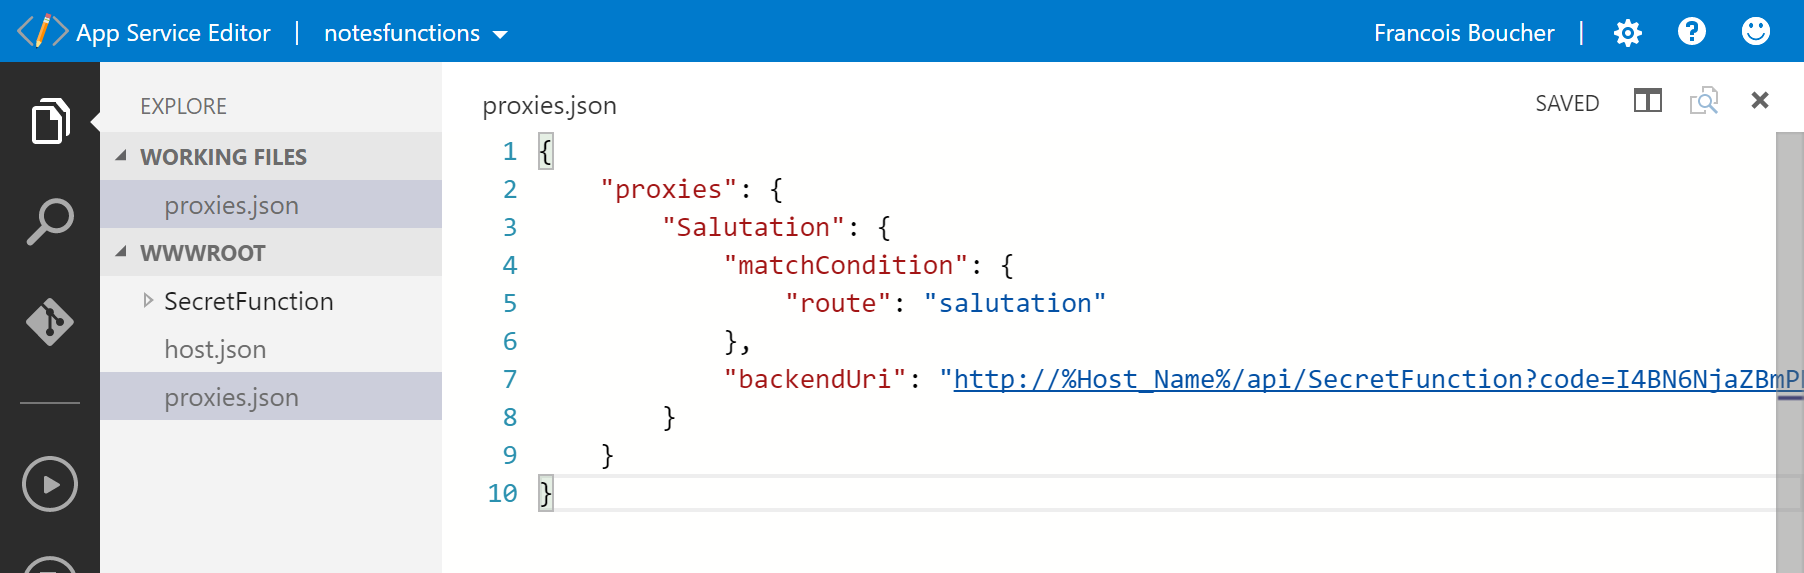 App Service Editor | notesfunctions
Francois Boucher |
EXPLORE
WORKING FILES
proxies.json
WWWROOT
SecretFunction
host.json
proxies.json
proxies.json
SAVED
1 {
2 "proxies": {
3 "Salutation": {
4 "matchCondition": {
5 "route": "salutation"
6 },
7 "backendUri": "http://%Host_Name%/api/SecretFunction?code=I4BN6NjaZBmP
8 }
9 }
10 }